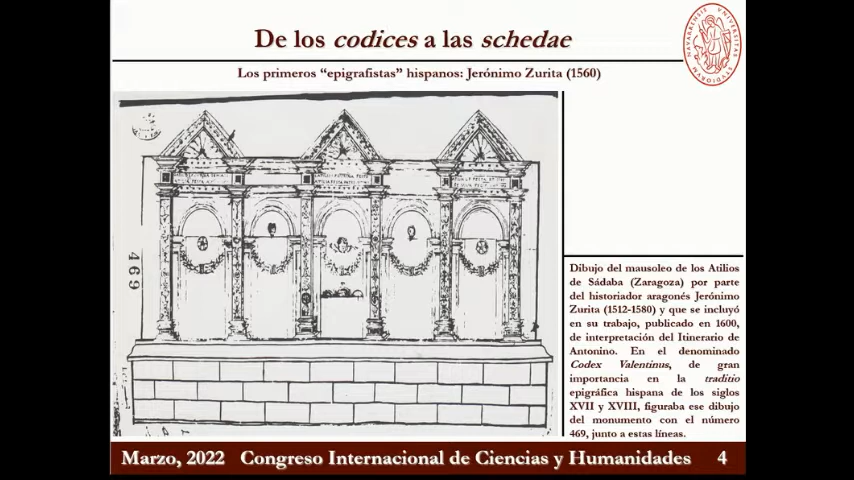 De los codices a las schedae
Los primeros “epigrafistas” hispanos: Jerónimo Zurita (1560)
469
Dibujo del mausoleo de los Atilios
de Sádaba (Zaragoza) por parte
del historiador aragonés Jerónimo
Zurita (1512-1580) y que se incluyó
en su trabajo, publicado en 1600,
de interpretación del Itinerario de
Antonino. En el denominado
Codex Valentinus, de gran
importancia en la traditio
epigráfica hispana de los siglos
XVII y XVIII, figuraba ese dibujo
del monumento con el número
469, junto a estas líneas.
Marzo, 2022 Congreso Internacional de Ciencias y Humanidades 4